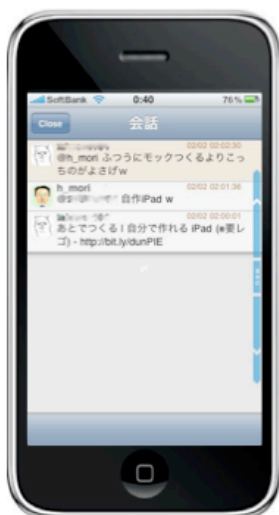 SoftBank 0:40 76%
Close 会話
02/02 02:02:30
@h_mori ふつうにモックつくるよりこっ
ちのがよさげｗ
h_mori 02/02 02:01:36
自作iPad w
02/02 02:00:01
あとでつくる | 自分で作れる iPad (※要レ
ゴ) - http://bit.ly/dunPIE